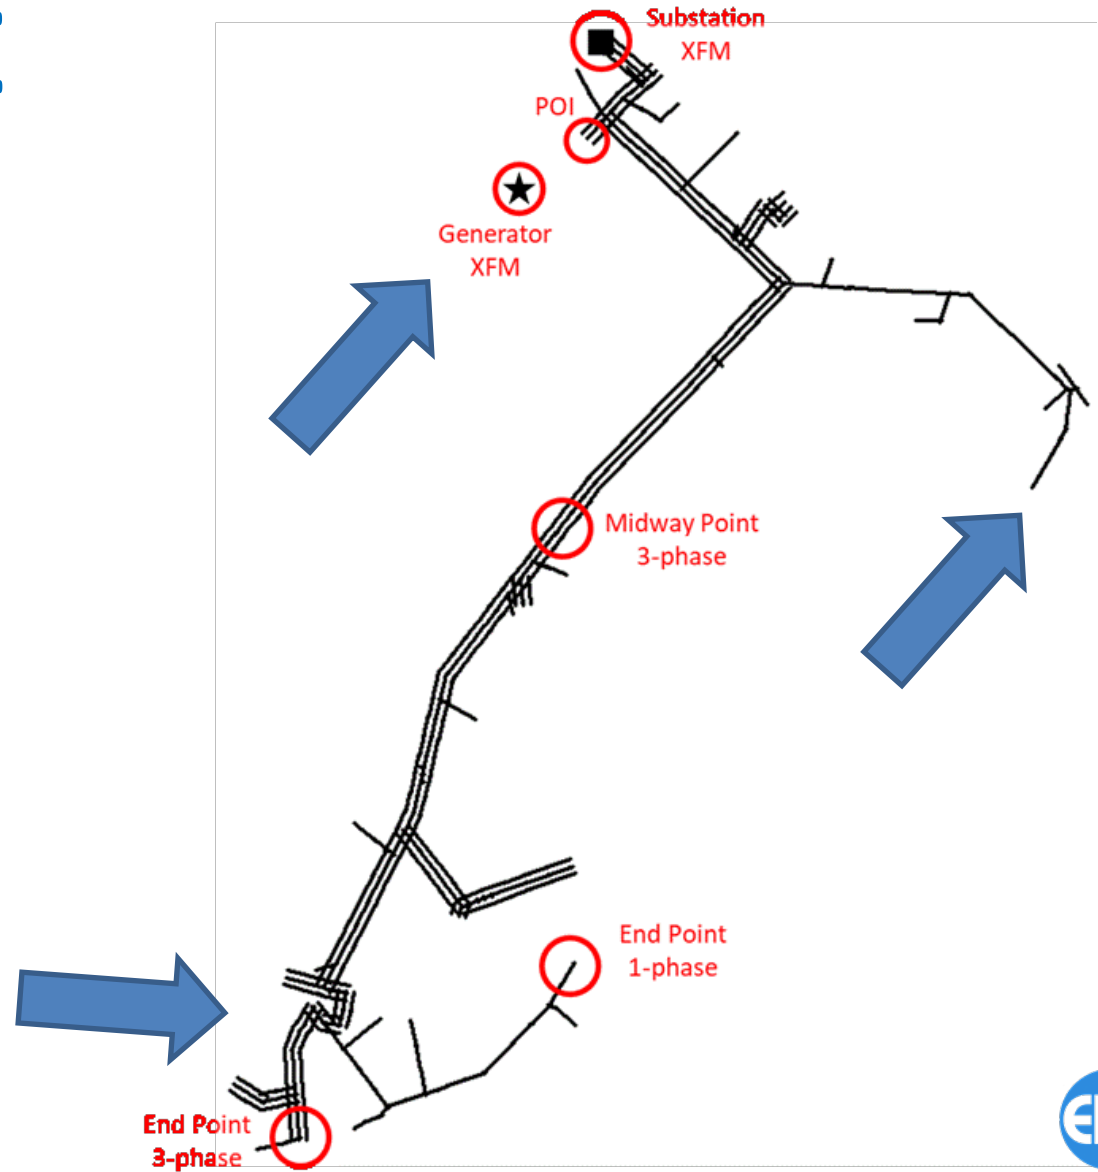 Substation
XFM
POI
Generator
XFM
Midway Point
3-phase
End Point
1-phase
End Point
3-phase